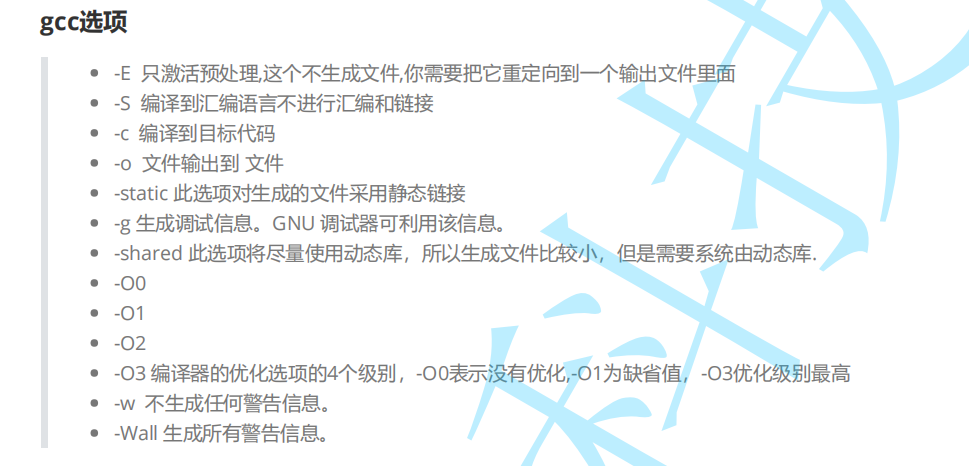 gcc选项
-E 只激活预处理,这个不生成文件,你需要把它重定向到一个输出文件里面
-S 编译到汇编语言不进行汇编和链接
-c 编译到目标代码
-o 文件输出到 文件
-static 此选项对生成的文件采用静态链接
-g 生成调试信息。GNU 调试器可利用该信息。
-shared 此选项将尽量使用动态库，所以生成文件比较小，但是需要系统由动态库.
-O0
-O1
-O2
-O3 编译器的优化选项的4个级别，-O0表示没有优化,-O1为缺省值，-O3优化级别最高
-w 不生成任何警告信息。
-Wall 生成所有警告信息。